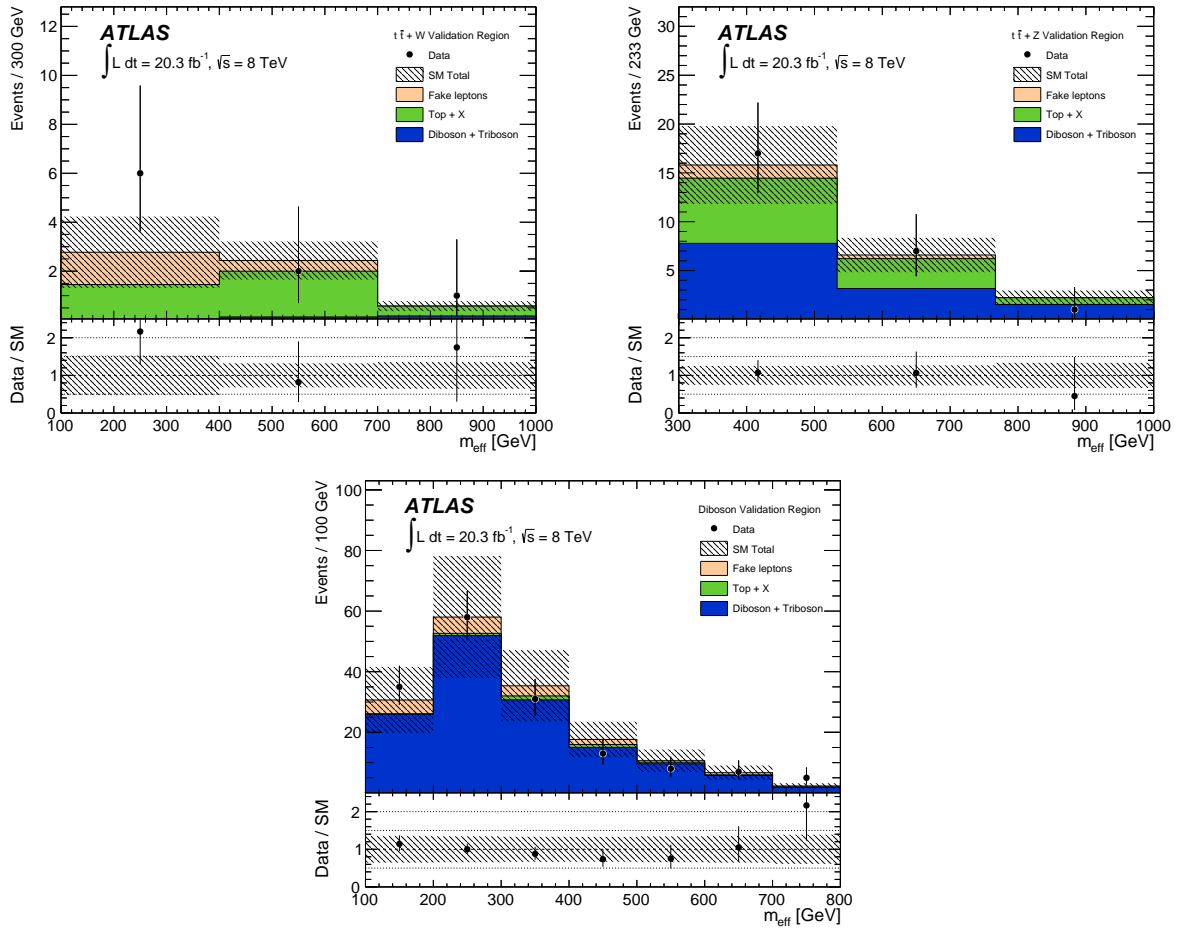 ATLAS
∫ L dt = 20.3 fb⁻¹, √s = 8 TeV
t t̄ + W Validation Region
Data
SM Total
Fake leptons
Top + X
Diboson + Triboson
Events / 300 GeV
12
10
8
6
4
2
Data / SM
2
1
0
100 200 300 400 500 600 700 800 900 1000
m_eff [GeV]
ATLAS
∫ L dt = 20.3 fb⁻¹, √s = 8 TeV
t t̄ + Z Validation Region
Data
SM Total
Fake leptons
Top + X
Diboson + Triboson
Events / 233 GeV
30
25
20
15
10
5
Data / SM
2
1
0
300 400 500 600 700 800 900 1000
m_eff [GeV]
ATLAS
∫ L dt = 20.3 fb⁻¹, √s = 8 TeV
Diboson Validation Region
Data
SM Total
Fake leptons
Top + X
Diboson + Triboson
Events / 100 GeV
100
80
60
40
20
Data / SM
2
1
0
100 200 300 400 500 600 700 800
m_eff [GeV]